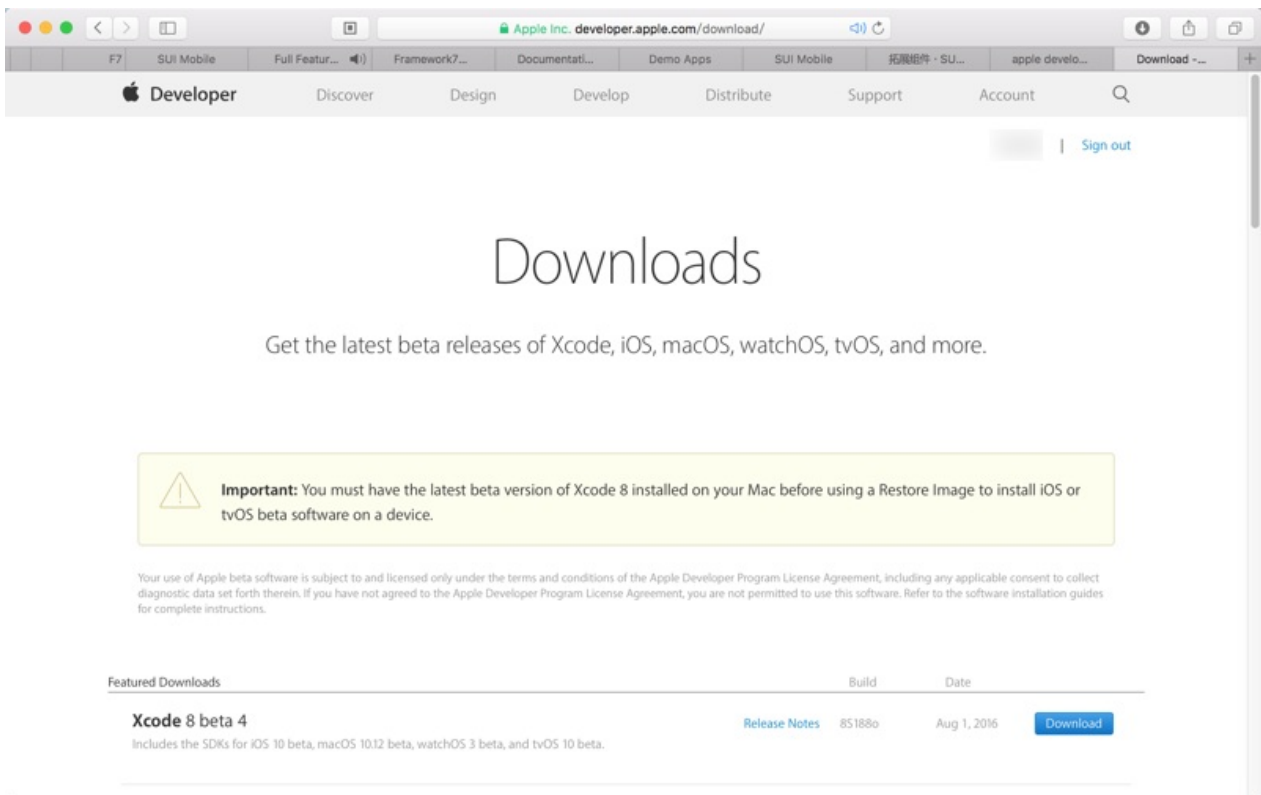 Apple Inc. developer.apple.com/download/
F7 SUI Mobile Full Featur... Framework7... Documentati... Demo Apps SUI Mobile 拓展组件 · SU... apple develo... Download -...
Developer Discover Design Develop Distribute Support Account
| Sign out
Downloads
Get the latest beta releases of Xcode, iOS, macOS, watchOS, tvOS, and more.
Important: You must have the latest beta version of Xcode 8 installed on your Mac before using a Restore Image to install iOS or
tvOS beta software on a device.
Your use of Apple beta software is subject to and licensed only under the terms and conditions of the Apple Developer Program License Agreement, including any applicable consent to collect
diagnostic data set forth therein. If you have not agreed to the Apple Developer Program License Agreement, you are not permitted to use this software. Refer to the software installation guides
for complete instructions.
Featured Downloads Build Date
Xcode 8 beta 4 Release Notes 8S188o Aug 1, 2016 Download
Includes the SDKs for iOS 10 beta, macOS 10.12 beta, watchOS 3 beta, and tvOS 10 beta.